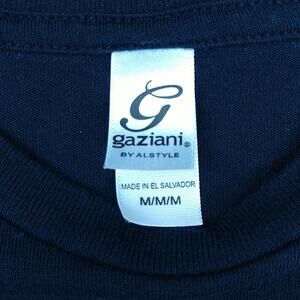 G
gaziani®
BY ALSTYLE
MADE IN EL SALVADOR
M/M/M